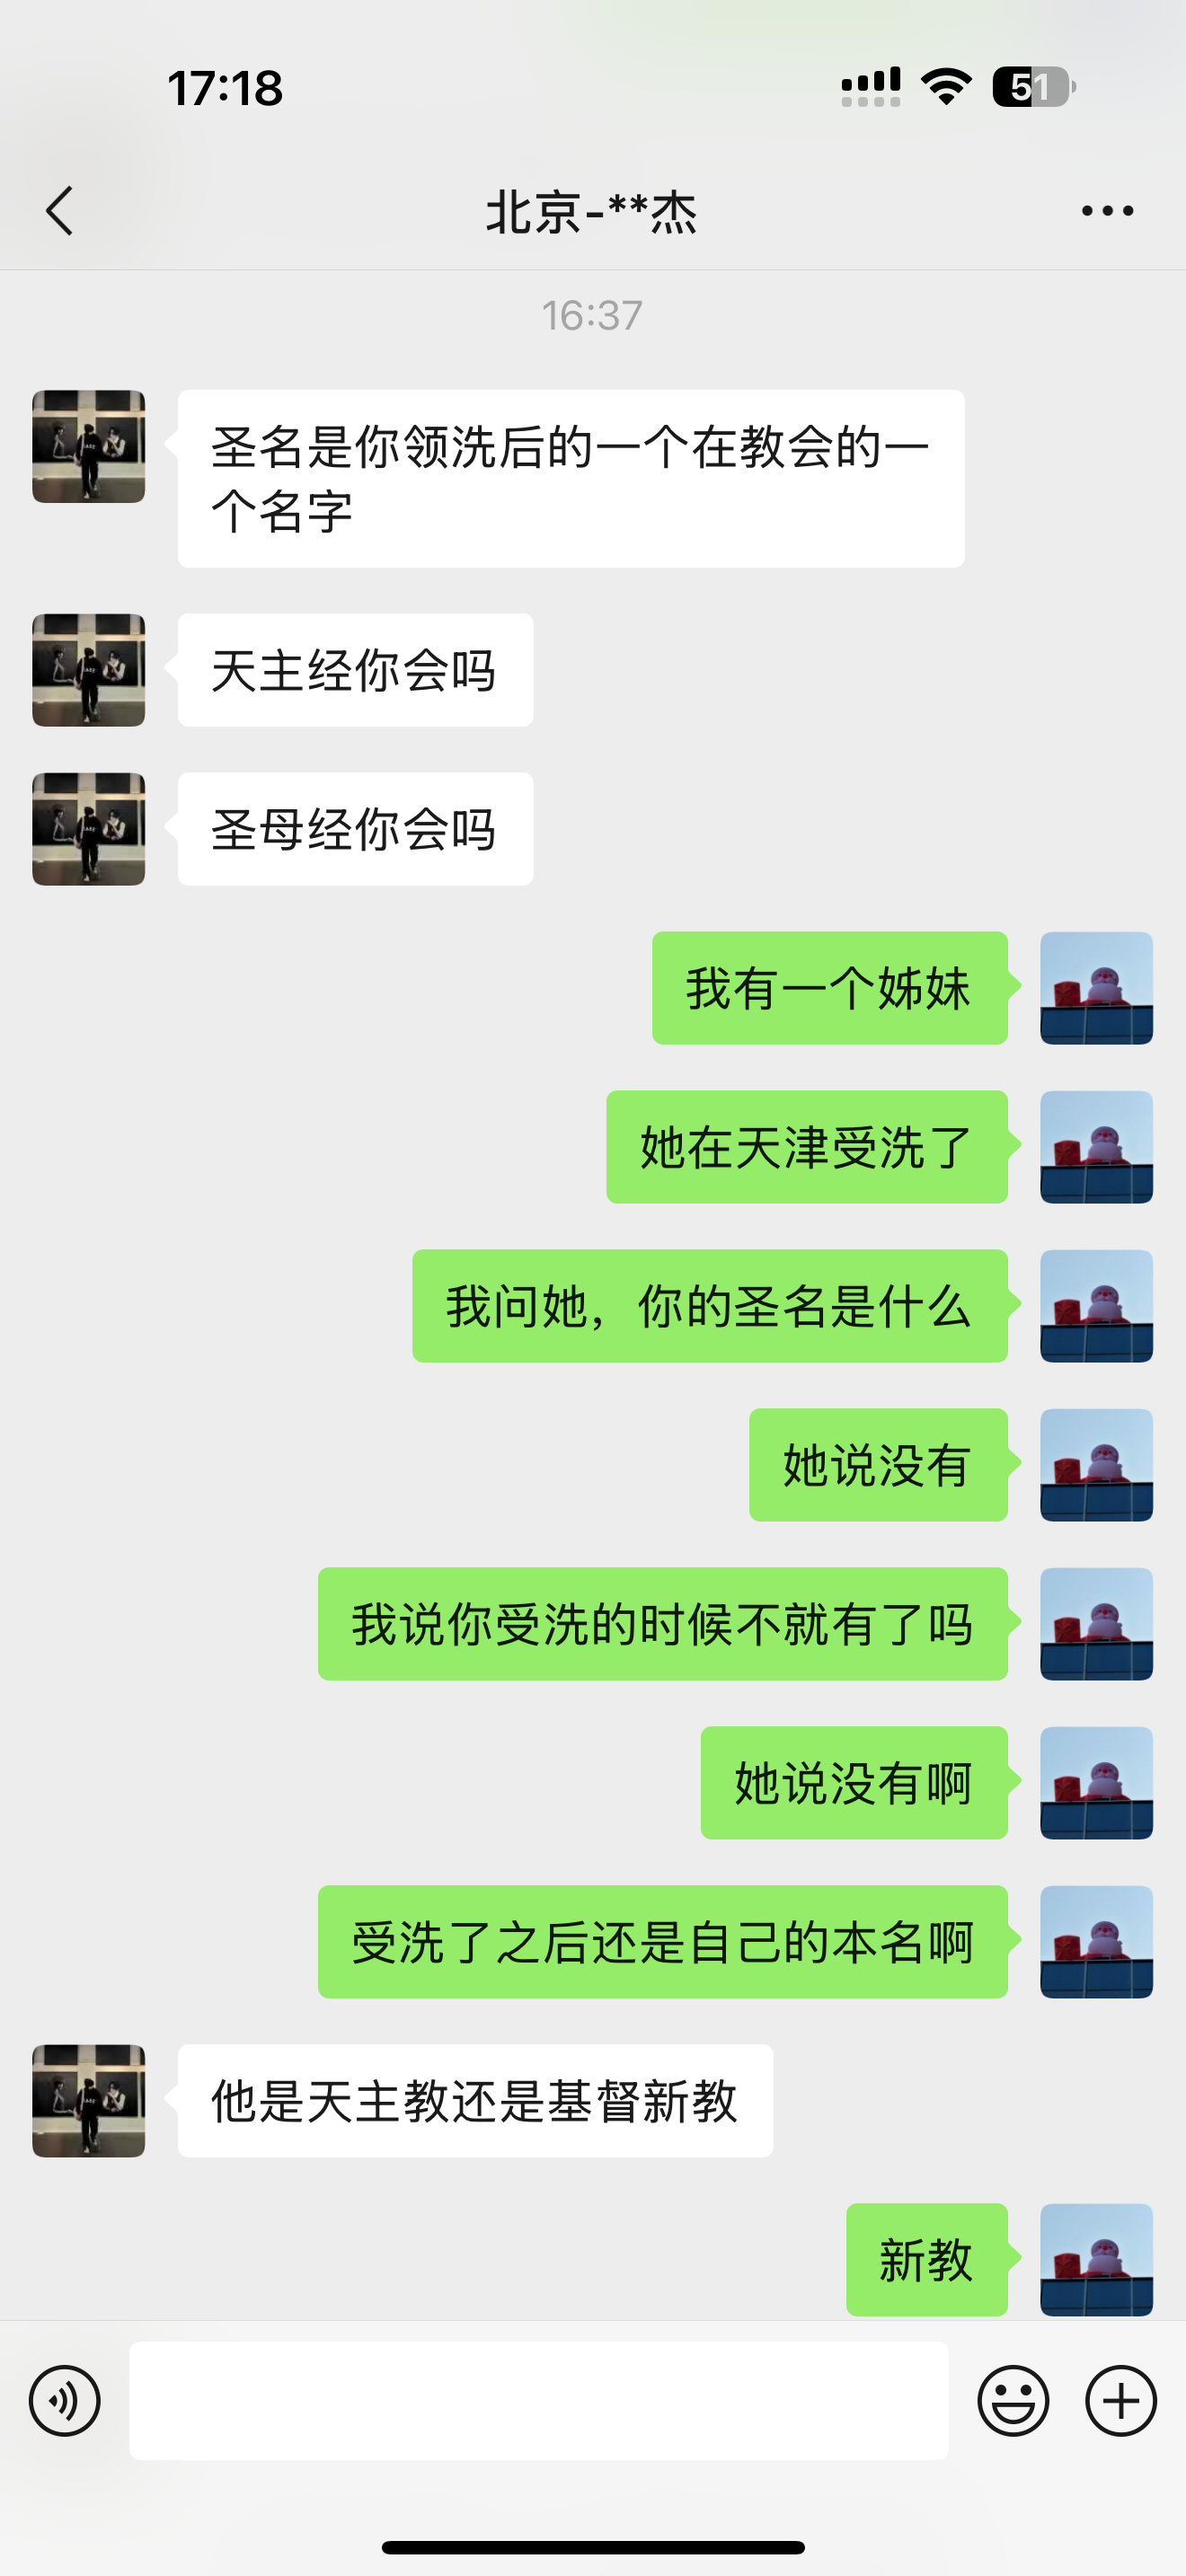 17:18
51
北京-**杰
16:37
圣名是你领洗后的一个在教会的一
个名字
天主经你会吗
圣母经你会吗
我有一个姊妹
她在天津受洗了
我问她，你的圣名是什么
她说没有
我说你受洗的时候不就有了吗
她说没有啊
受洗了之后还是自己的本名啊
他是天主教还是基督新教
新教